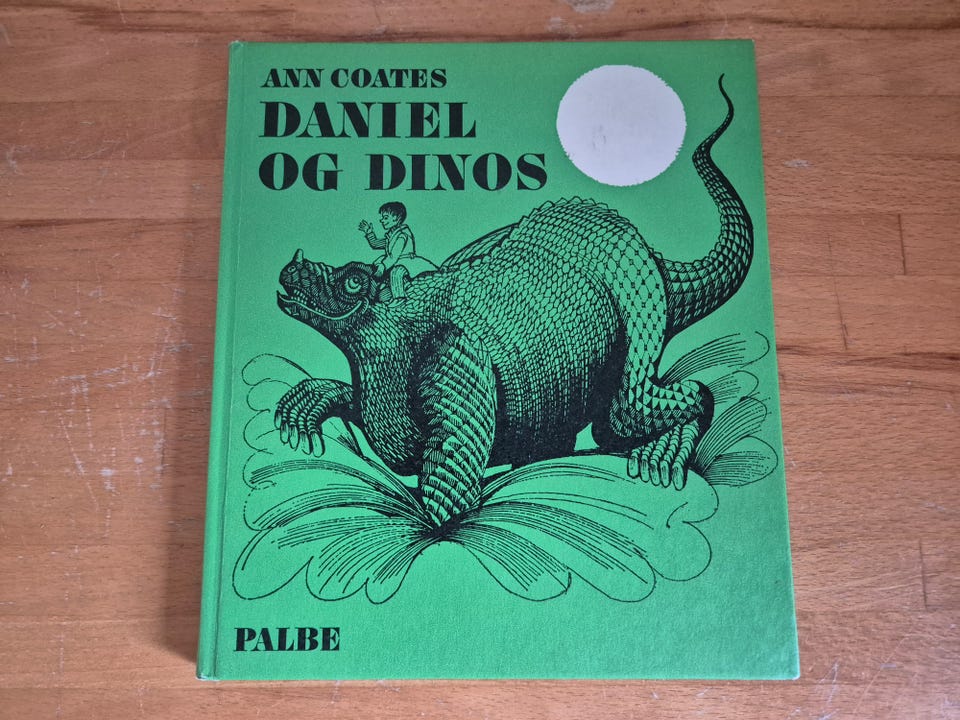 ANN COATES
DANIEL
OG DINOS
PALBE